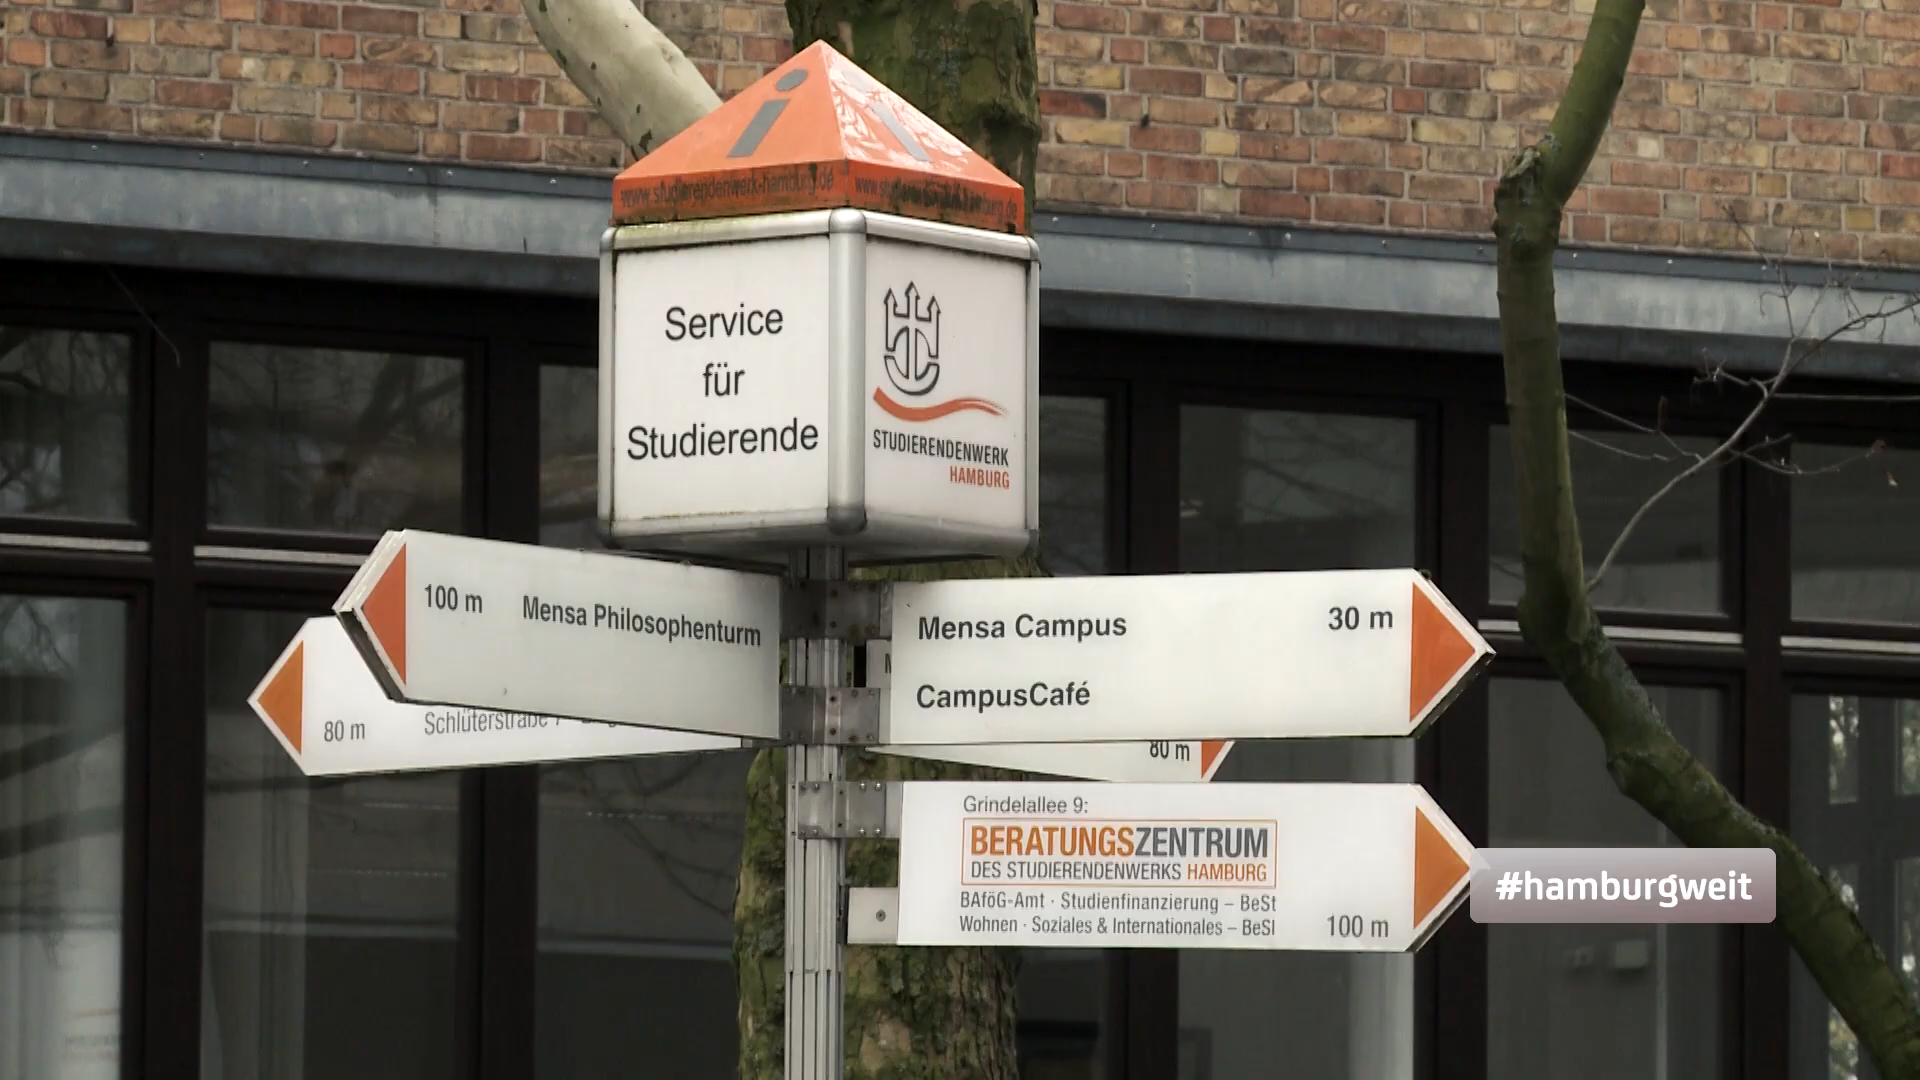 www.studierendenwerk-hamburg.de
Service
für
Studierende
STUDIERENDENWERK
HAMBURG
100 m Mensa Philosophenturm
80 m Schlüterstraße
Mensa Campus 30 m
CampusCafé
80 m
Grindelallee 9:
BERATUNGSZENTRUM
DES STUDIERENDENWERKS HAMBURG
BAföG-Amt · Studienfinanzierung – BeSt
Wohnen · Soziales & Internationales – BeSI
100 m
#hamburgweit